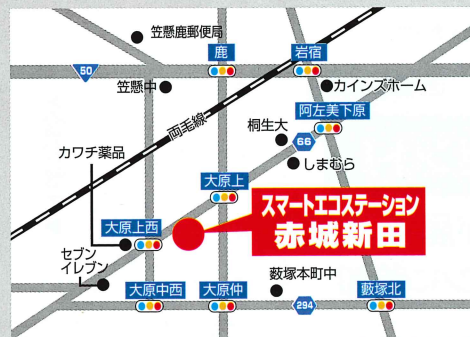 笠懸鹿郵便局
鹿
岩宿
50
笠懸中
カインズホーム
両毛線
阿左美下原
桐生大
66
しまむら
カワチ薬品
大原上
スマートエコステーション
赤城新田
大原上西
セブン
イレブン
大原中西
大原仲
藪塚本町中
294
藪塚北